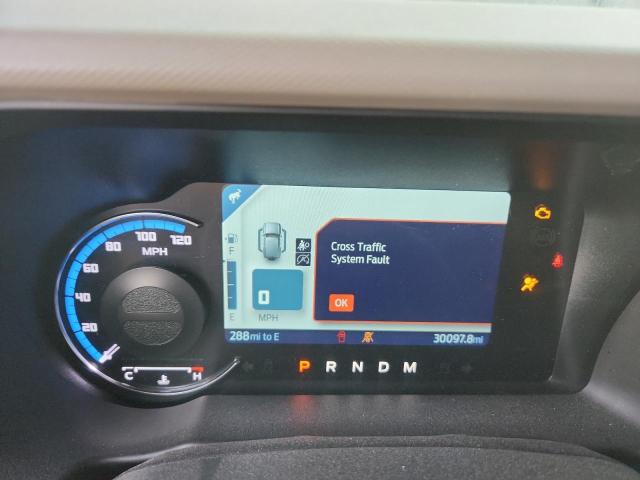 120
100
80
60
40
20
MPH
C
H
F
E
0
MPH
Cross Traffic
System Fault
OK
288mi to E
30097.8mi
P R N D M